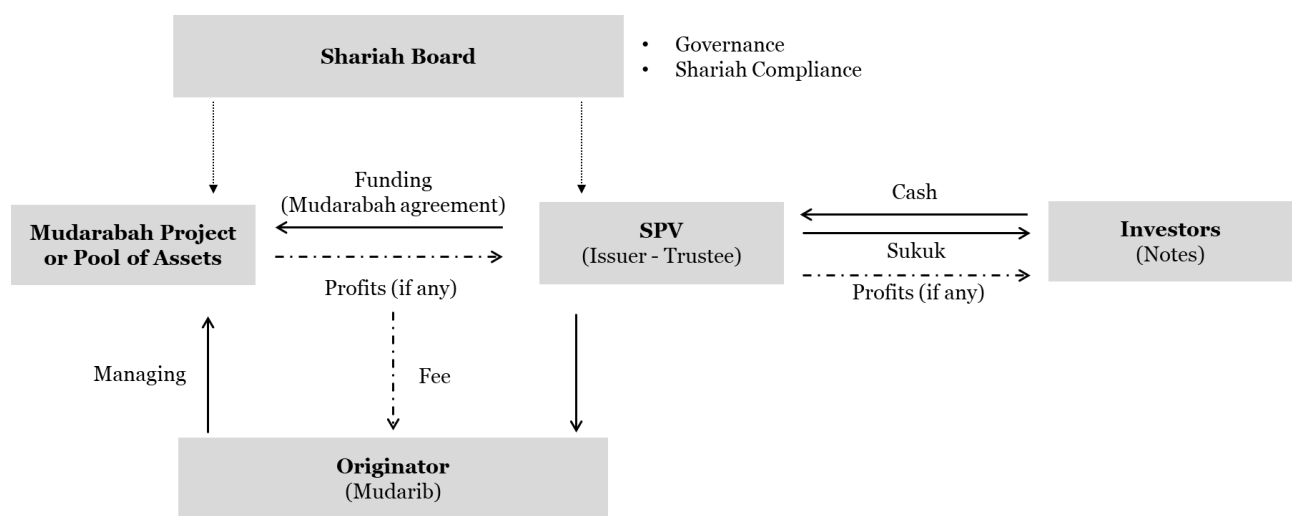 Shariah Board
• Governance
• Shariah Compliance
Funding
(Mudarabah agreement)
Cash
Mudarabah Project
or Pool of Assets
SPV
(Issuer - Trustee)
Investors
(Notes)
Sukuk
Profits (if any)
Profits (if any)
Managing
Fee
Originator
(Mudarib)